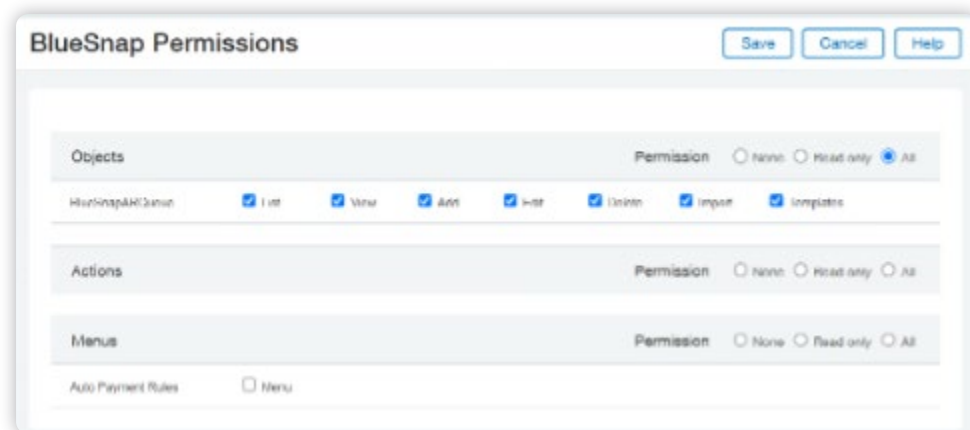 BlueSnap Permissions Save Cancel Help
Objects Permission None Read only All
BlueSnapARQueue List View Add Edit Delete Import Templates
Actions Permission None Read only All
Menus Permission None Read only All
Auto Payment Rules Menu